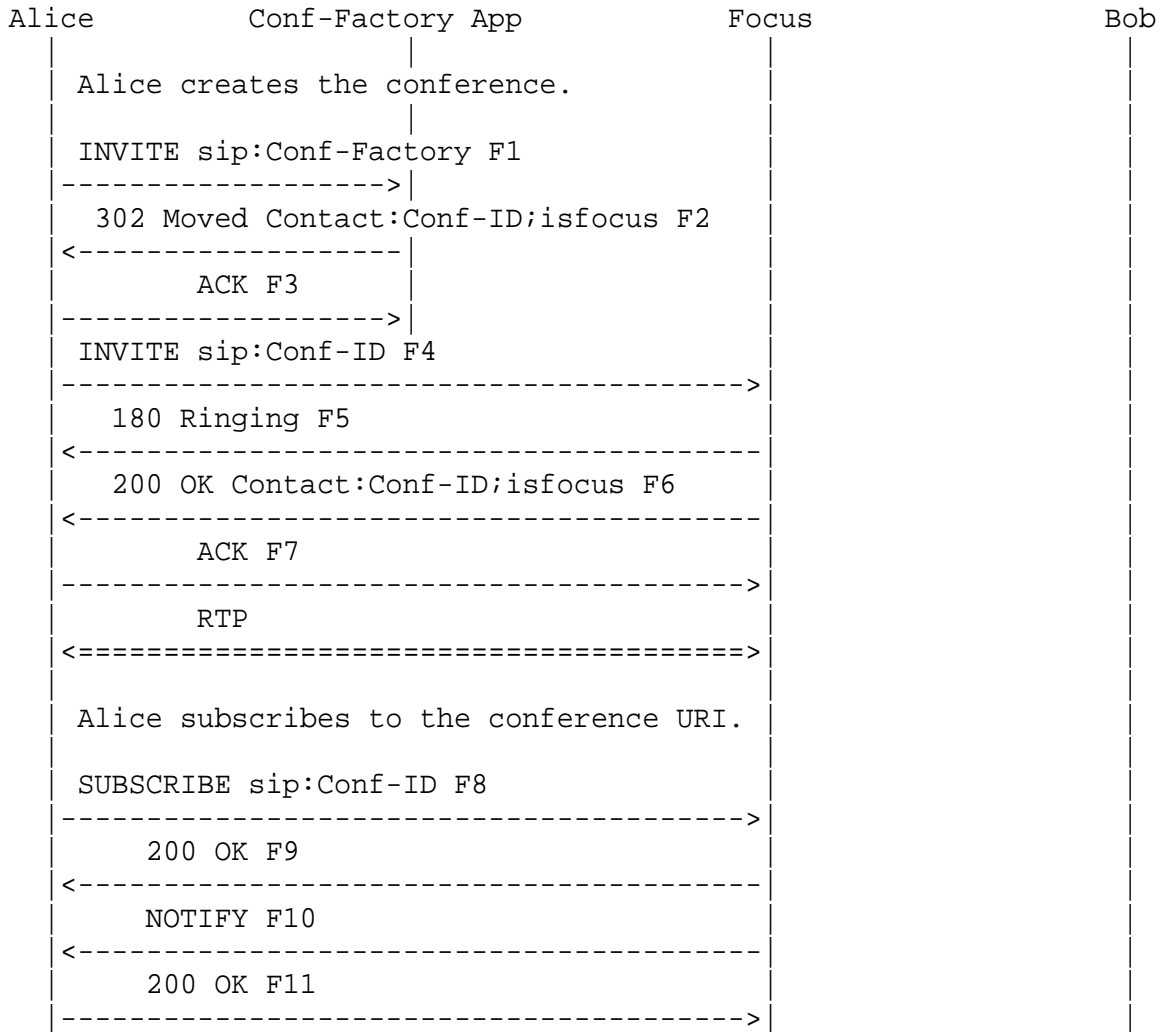 Alice Conf-Factory App Focus Bob
Alice creates the conference.
INVITE sip:Conf-Factory F1
302 Moved Contact:Conf-ID;isfocus F2
ACK F3
INVITE sip:Conf-ID F4
180 Ringing F5
200 OK Contact:Conf-ID;isfocus F6
ACK F7
RTP
Alice subscribes to the conference URI.
SUBSCRIBE sip:Conf-ID F8
200 OK F9
NOTIFY F10
200 OK F11